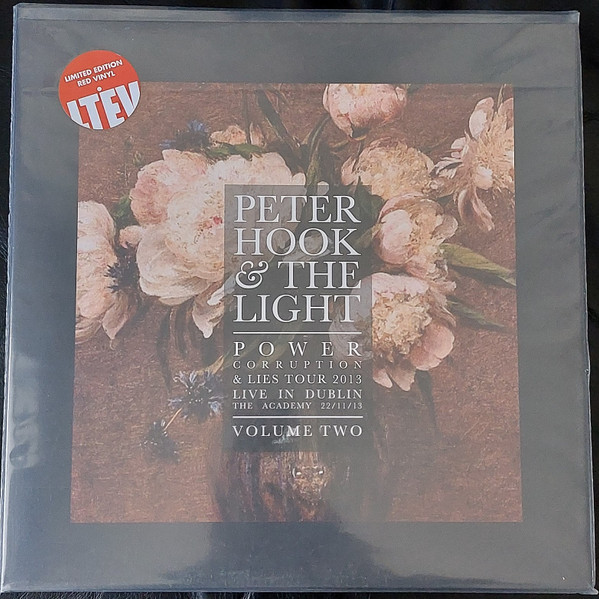 LIMITED EDITION
RED VINYL
LTEV
PETER
HOOK
& THE
LIGHT
POWER
CORRUPTION
& LIES TOUR 2013
LIVE IN DUBLIN
THE ACADEMY 22/11/13
VOLUME TWO